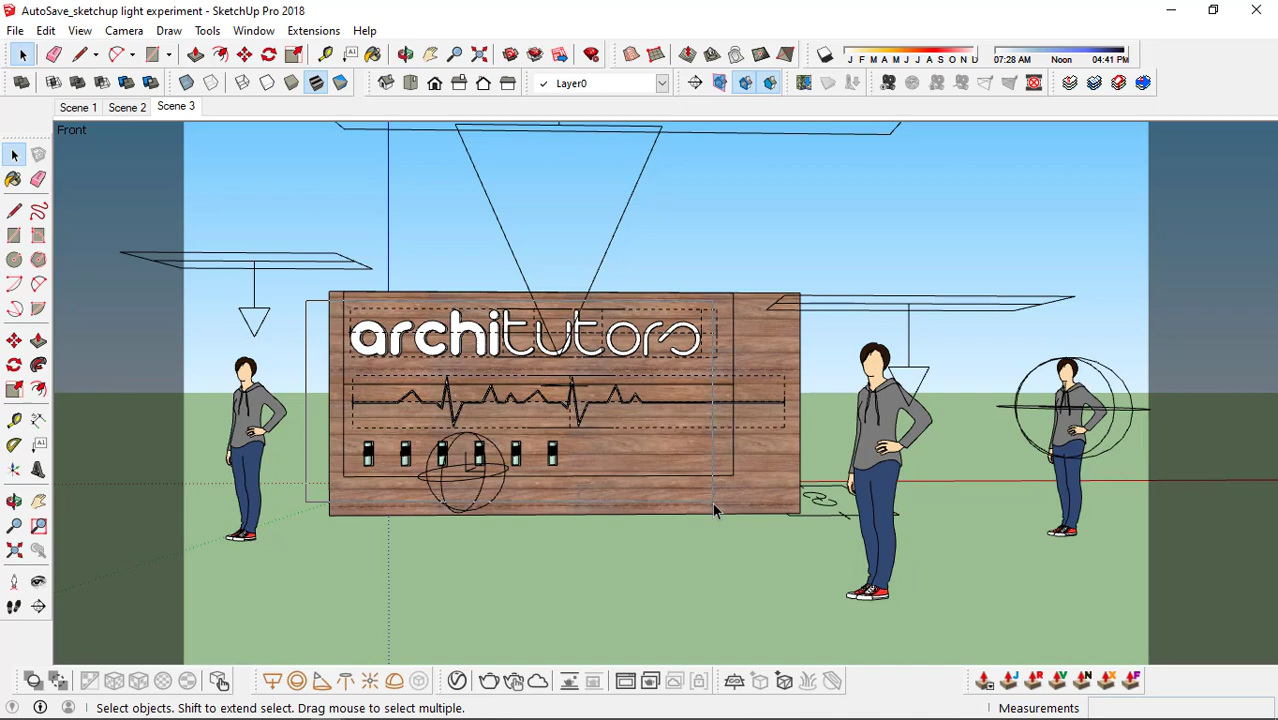 AutoSave_sketchup light experiment - SketchUp Pro 2018
File Edit View Camera Draw Tools Window Extensions Help
J F M A M J J A S O N D 07:28 AM Noon 04:41 PM
Layer0
Scene 1 Scene 2 Scene 3
Front
architutors
J R V N X F
Select objects. Shift to extend select. Drag mouse to select multiple. Measurements